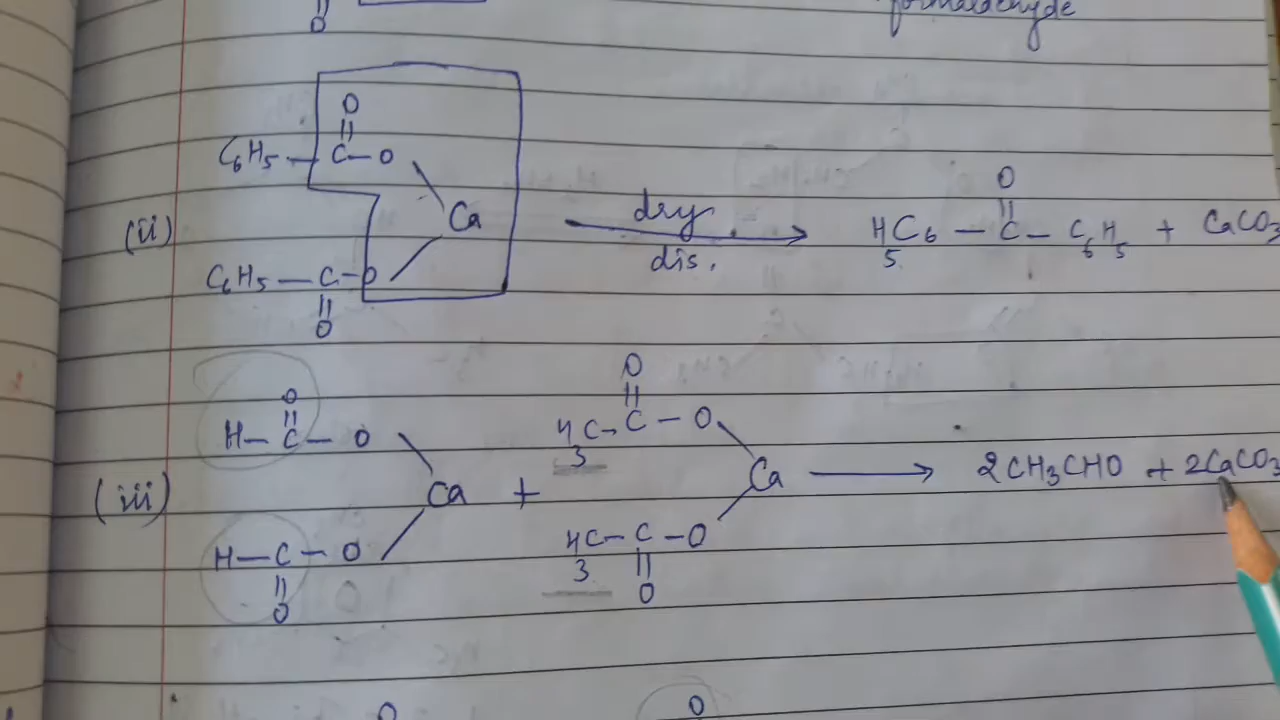 O
formaldehyde
O
||
C6H5 — C — O
(ii) Ca dry dis. H5C6 — C — C6H5 + CaCO3
O
||
C6H5 — C — O
||
O
O
||
H — C — O
O
||
H3C — C — O
(iii) Ca + Ca → 2CH3CHO + 2CaCO3
H — C — O
||
O
H3C — C — O
||
O
O
O